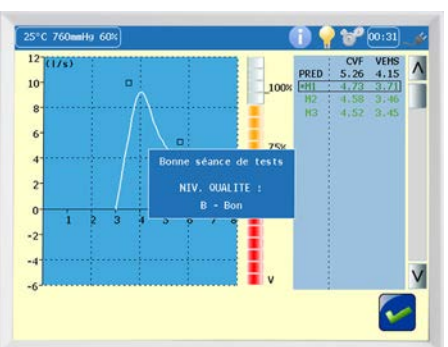 25°C 760mmHg 60%
00:31
12 (l/s)
10
8
6
4
2
0
-2
-4
-6
1 2 3 4 5 6 7 8
100%
75%
V
CVF VEMS
PRED 5.26 4.15
*M1 4.73 3.71
M2 4.58 3.46
M3 4.52 3.45
Bonne séance de tests
NIV. QUALITE :
B - Bon